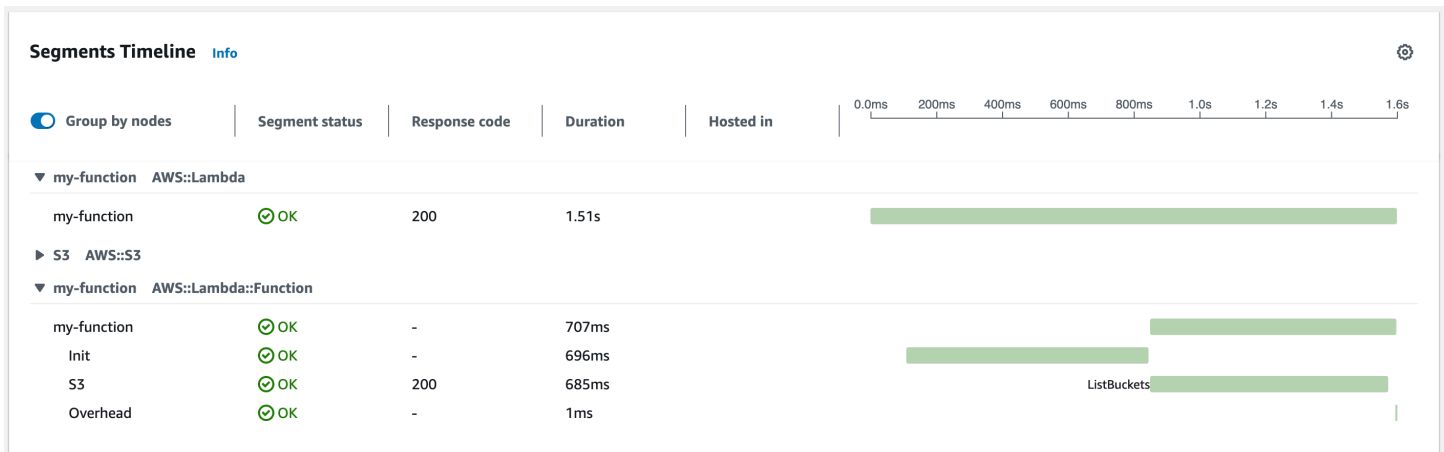 Segments Timeline Info
0.0ms 200ms 400ms 600ms 800ms 1.0s 1.2s 1.4s 1.6s
Group by nodes Segment status Response code Duration Hosted in
my-function AWS::Lambda
my-function OK 200 1.51s
S3 AWS::S3
my-function AWS::Lambda::Function
my-function OK - 707ms
Init OK - 696ms
S3 OK 200 685ms ListBuckets
Overhead OK - 1ms